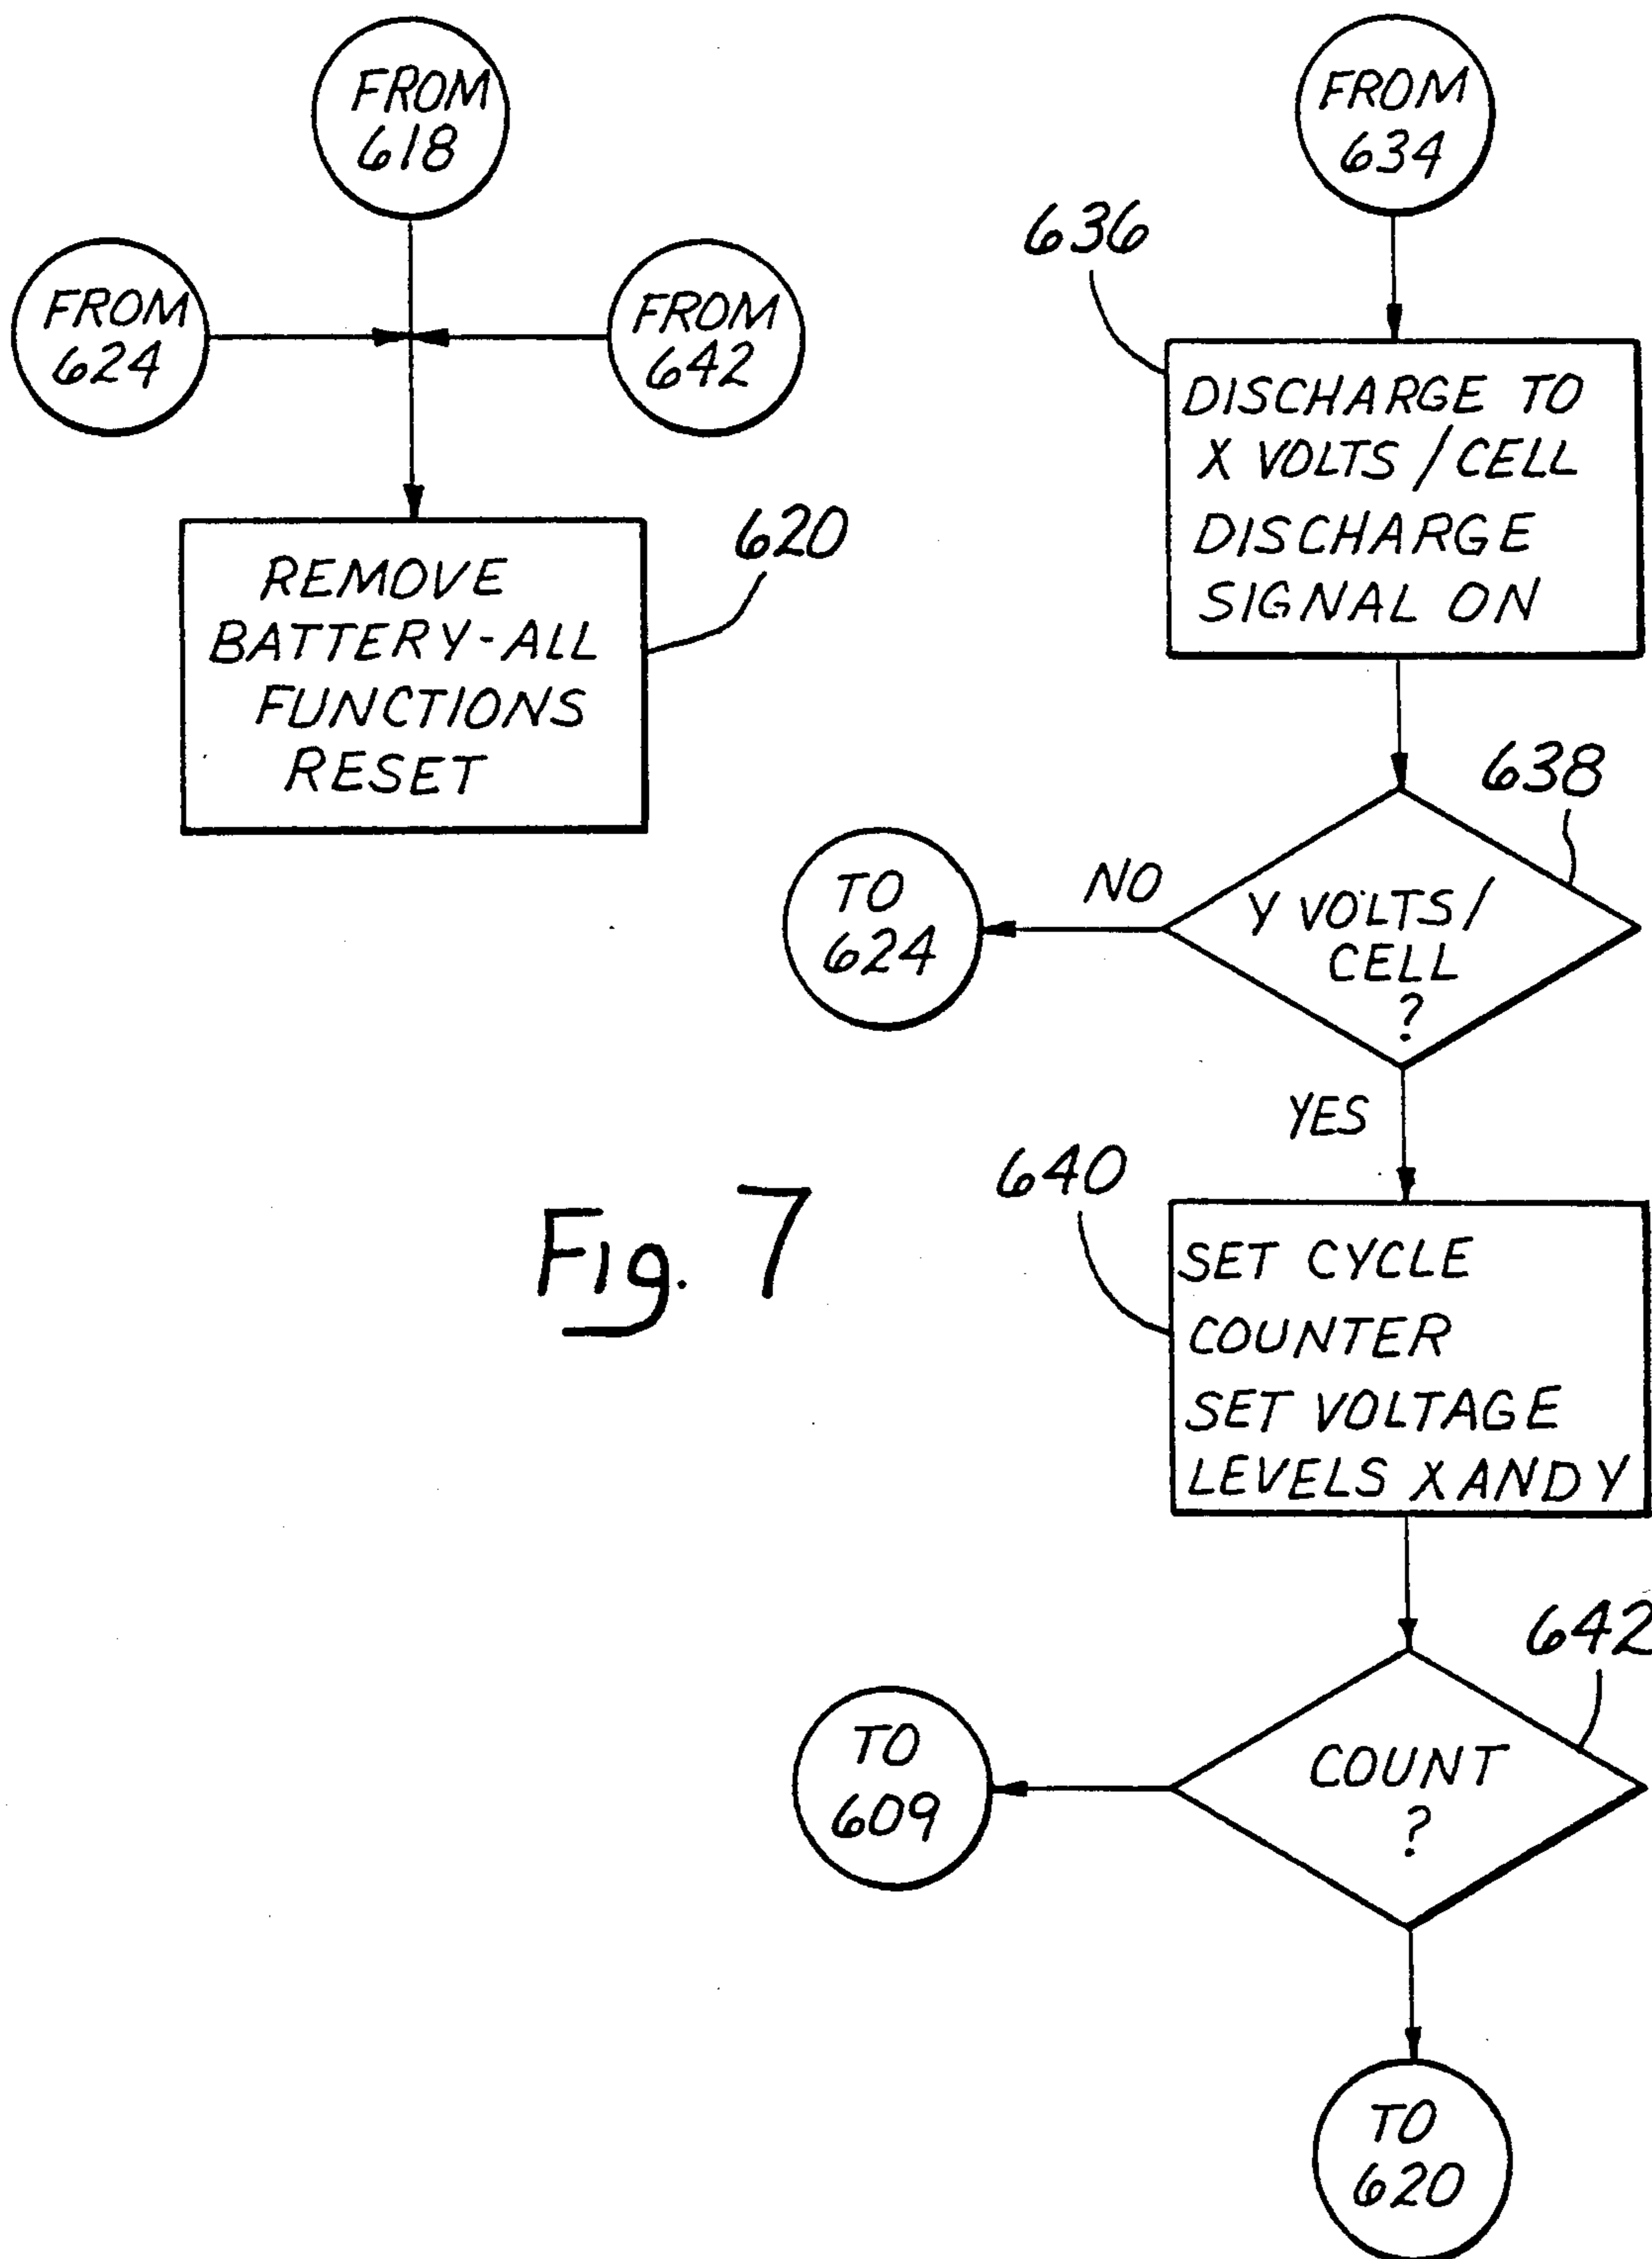 FROM
618
FROM
624
FROM
642
620
REMOVE
BATTERY-ALL
FUNCTIONS
RESET
FROM
634
636
DISCHARGE TO
X VOLTS / CELL
DISCHARGE
SIGNAL ON
638
Y VOLTS /
CELL
?
NO
TO
624
YES
640
SET CYCLE
COUNTER
SET VOLTAGE
LEVELS X AND Y
642
COUNT
?
TO
609
TO
620
Fig. 7